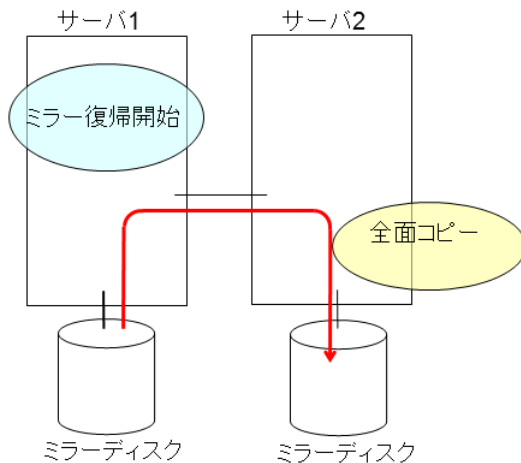 サーバ1
サーバ2
ミラー復帰開始
全面コピー
ミラーディスク
ミラーディスク